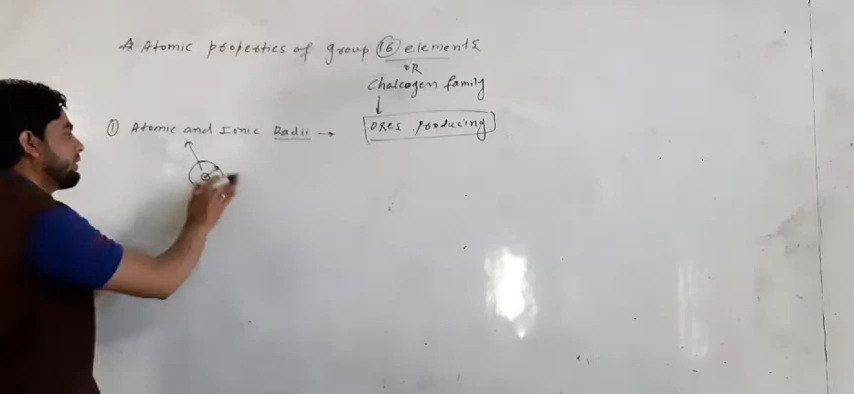 Atomic properties of group 16 elements
OR
Chalcogen family
① Atomic and Ionic Radii → Ores producing